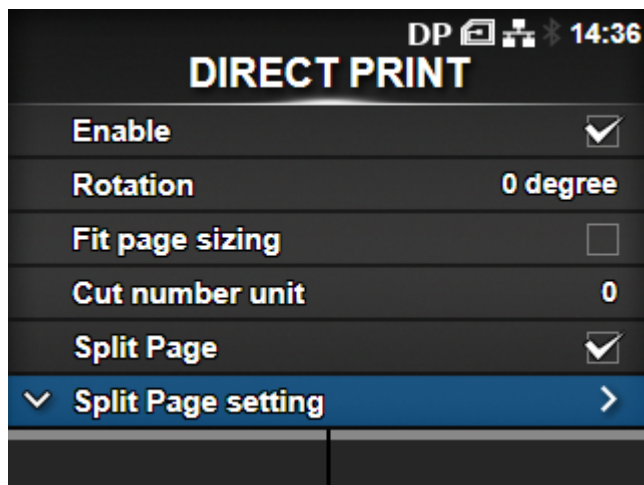 DP 14:36
DIRECT PRINT
Enable
Rotation 0 degree
Fit page sizing
Cut number unit 0
Split Page
Split Page setting